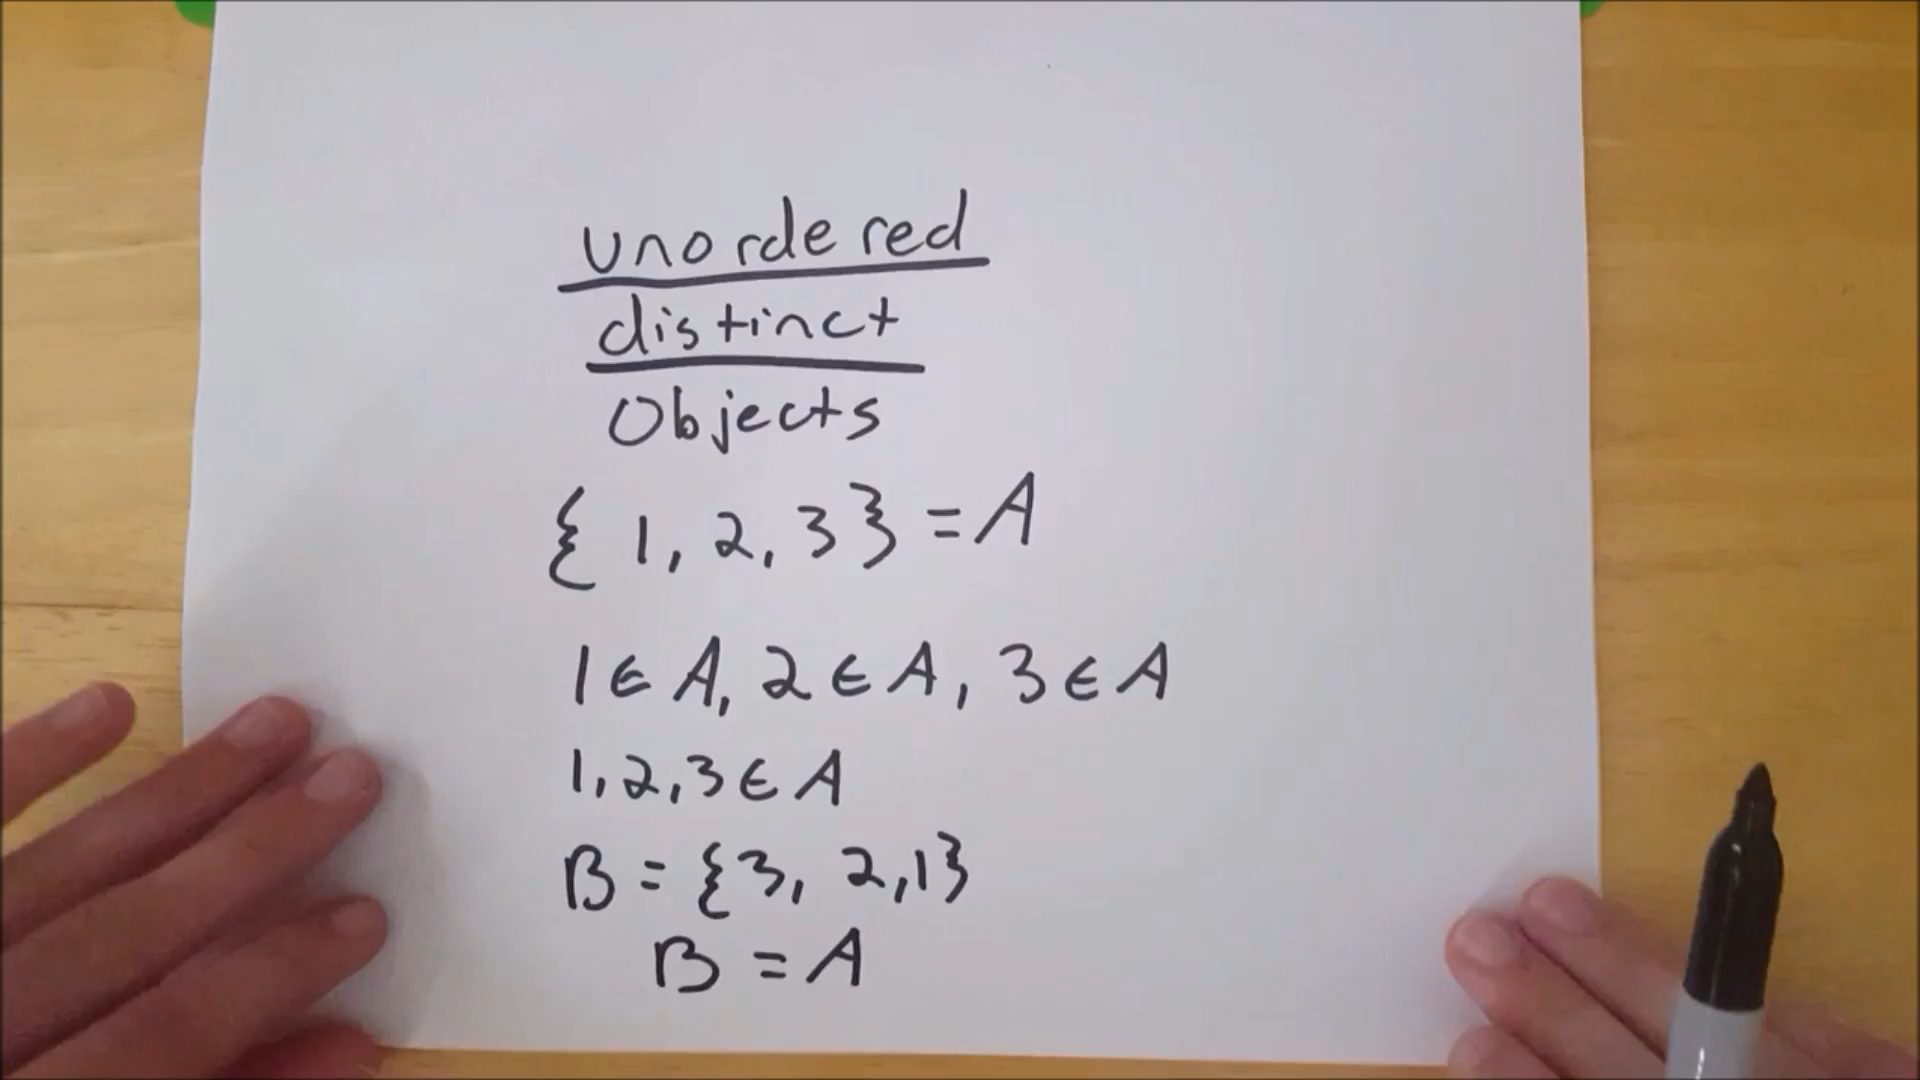 unordered
distinct
Objects
{ 1, 2, 3} = A
1 ∈ A, 2 ∈ A, 3 ∈ A
1,2,3 ∈ A
B = {3, 2,1}
B = A